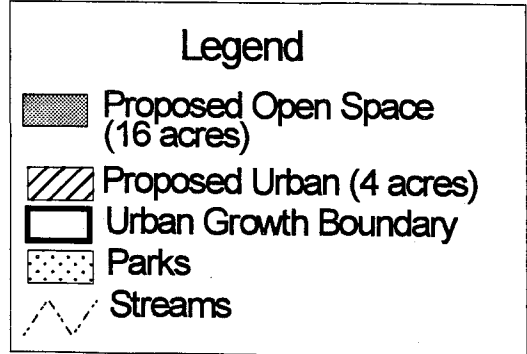 Legend
Proposed Open Space
(16 acres)
Proposed Urban (4 acres)
Urban Growth Boundary
Parks
Streams